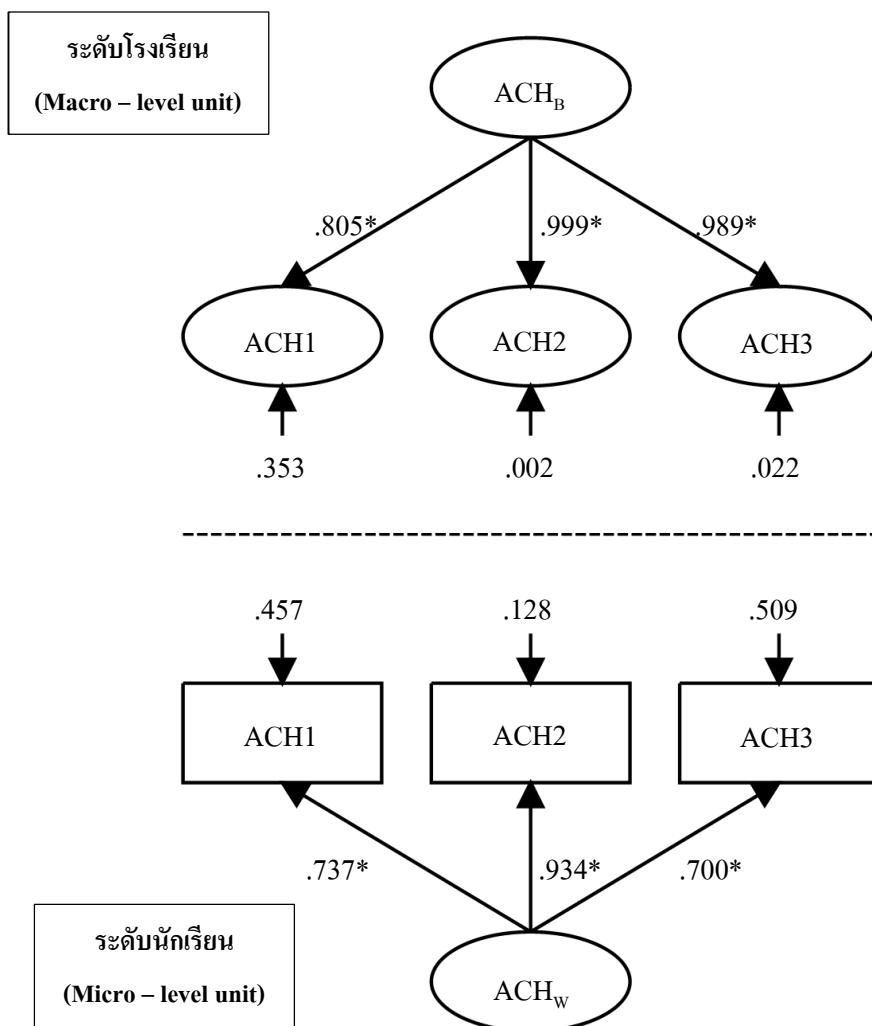 ระดับโรงเรียน
(Macro – level unit)
ACH_B
.805* .999* .989*
ACH1 ACH2 ACH3
.353 .002 .022
.457 .128 .509
ACH1 ACH2 ACH3
.737* .934* .700*
ระดับนักเรียน
(Micro – level unit)
ACH_W